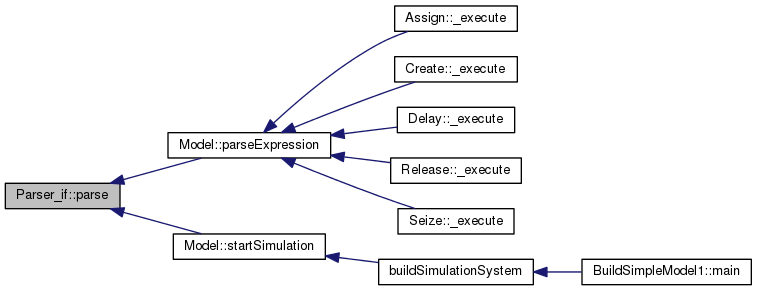 Assign::_execute
Create::_execute
Delay::_execute
Model::parseExpression
Release::_execute
Parser_if::parse
Seize::_execute
Model::startSimulation
buildSimulationSystem
BuildSimpleModel1::main